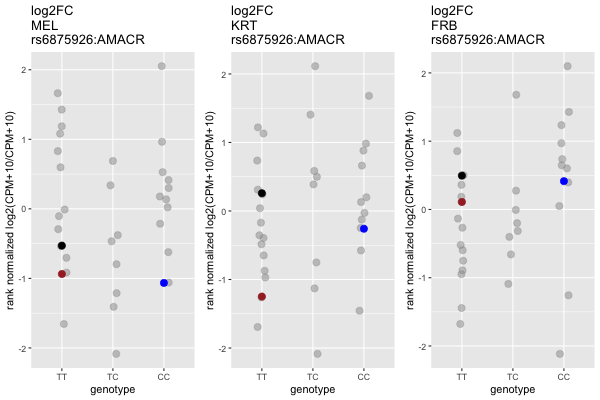 log2FC
MEL
rs6875926:AMACR
rank normalized log2(CPM+10/CPM+10)
2
1
0
-1
-2
TT
TC
CC
genotype
log2FC
KRT
rs6875926:AMACR
rank normalized log2(CPM+10/CPM+10)
2
1
0
-1
-2
TT
TC
CC
genotype
log2FC
FRB
rs6875926:AMACR
rank normalized log2(CPM+10/CPM+10)
2
1
0
-1
-2
TT
TC
CC
genotype